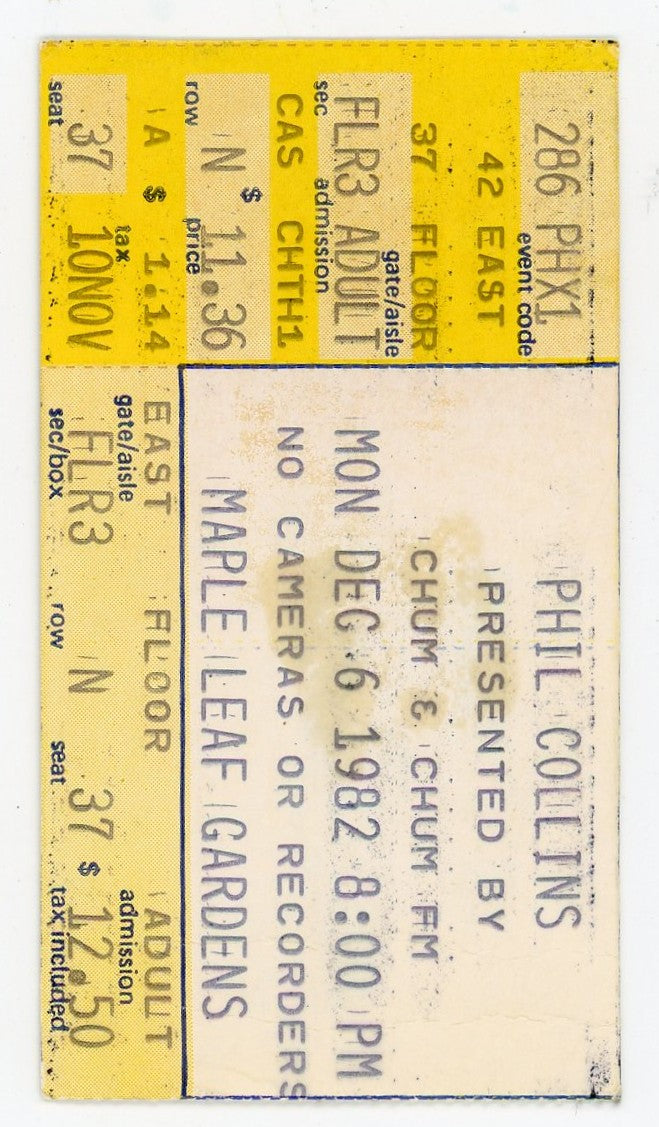 286 PHX1
event code
42 EAST
37 FLOOR
gate/aisle
FLR3 ADULT
sec admission
CAS CHTH1
N $ 11.36
row price
A $ 1.14
tax
37 10NOV
seat
PHIL COLLINS
PRESENTED BY
CHUM & CHUM FM
MON DEC 6 1982 8:00 PM
NO CAMERAS OR RECORDERS
MAPLE LEAF GARDENS
EAST FLOOR ADULT
gate/aisle admission
FLR3 N 37 $ 12.50
sec/box row seat tax included